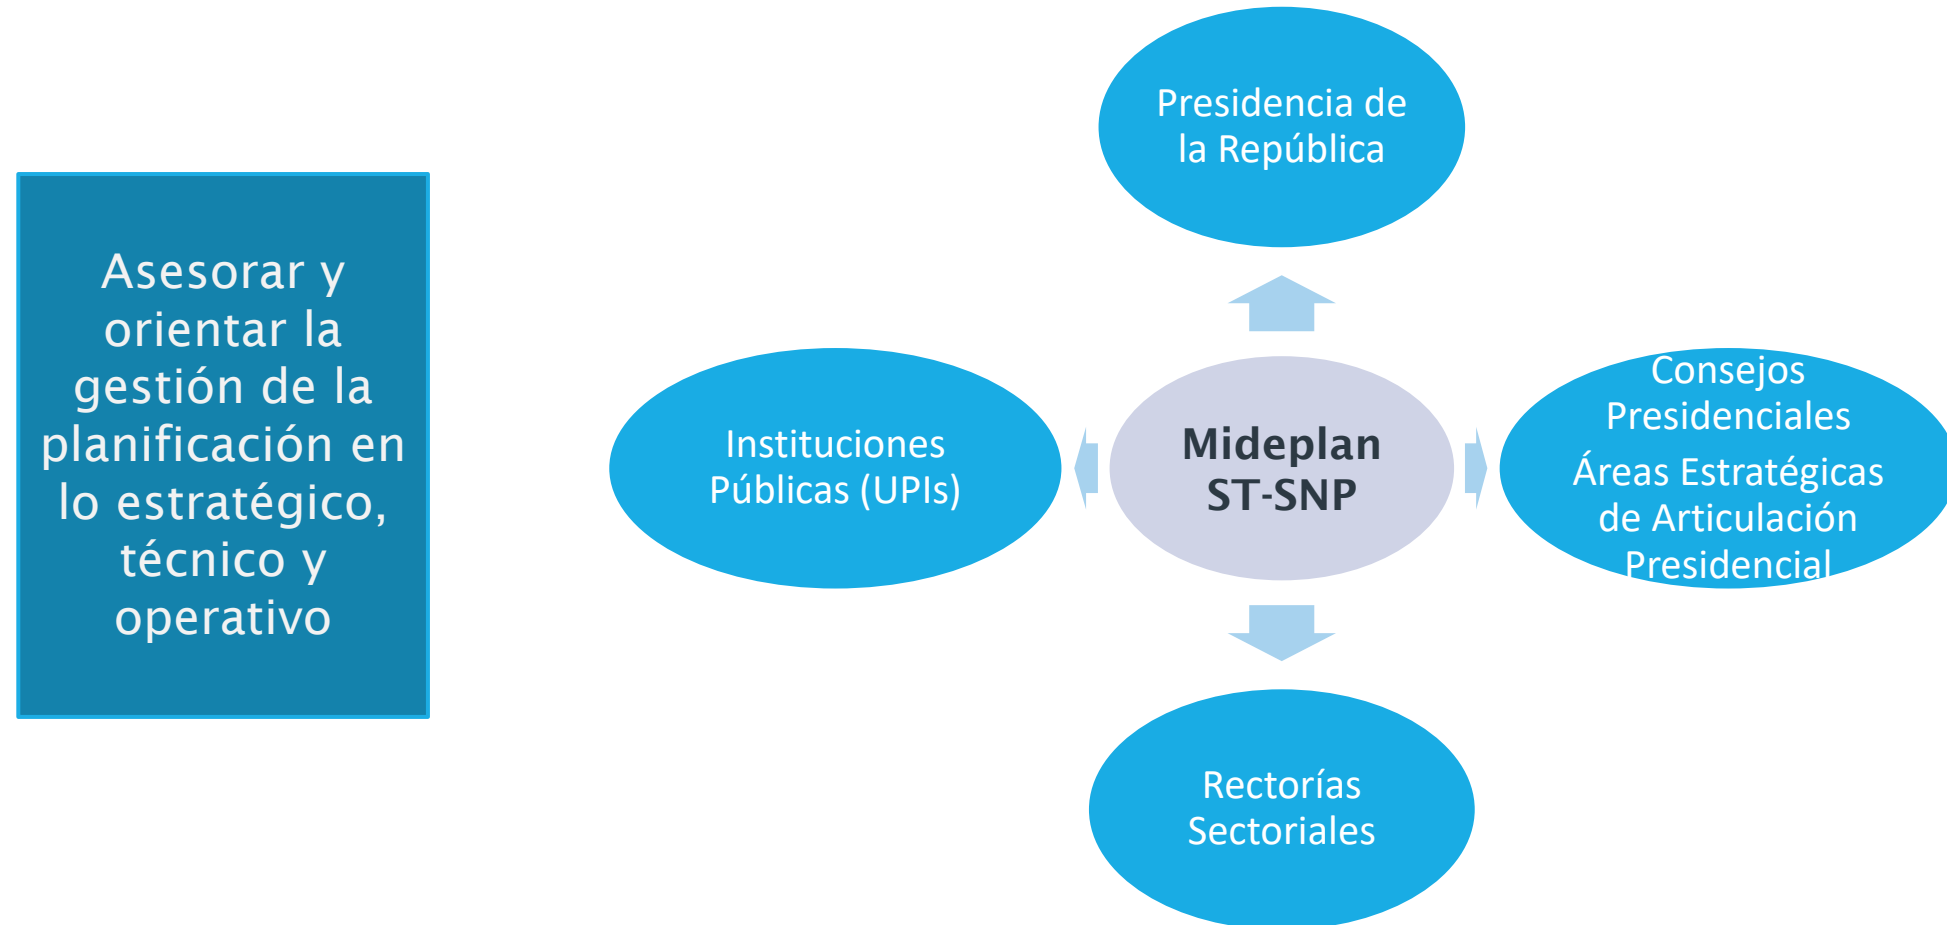 Asesorar y
orientar la
gestión de la
planificación en
lo estratégico,
técnico y
operativo
Presidencia de
la República
Instituciones
Públicas (UPIs)
Mideplan
ST-SNP
Consejos
Presidenciales
Áreas Estratégicas
de Articulación
Presidencial
Rectorías
Sectoriales